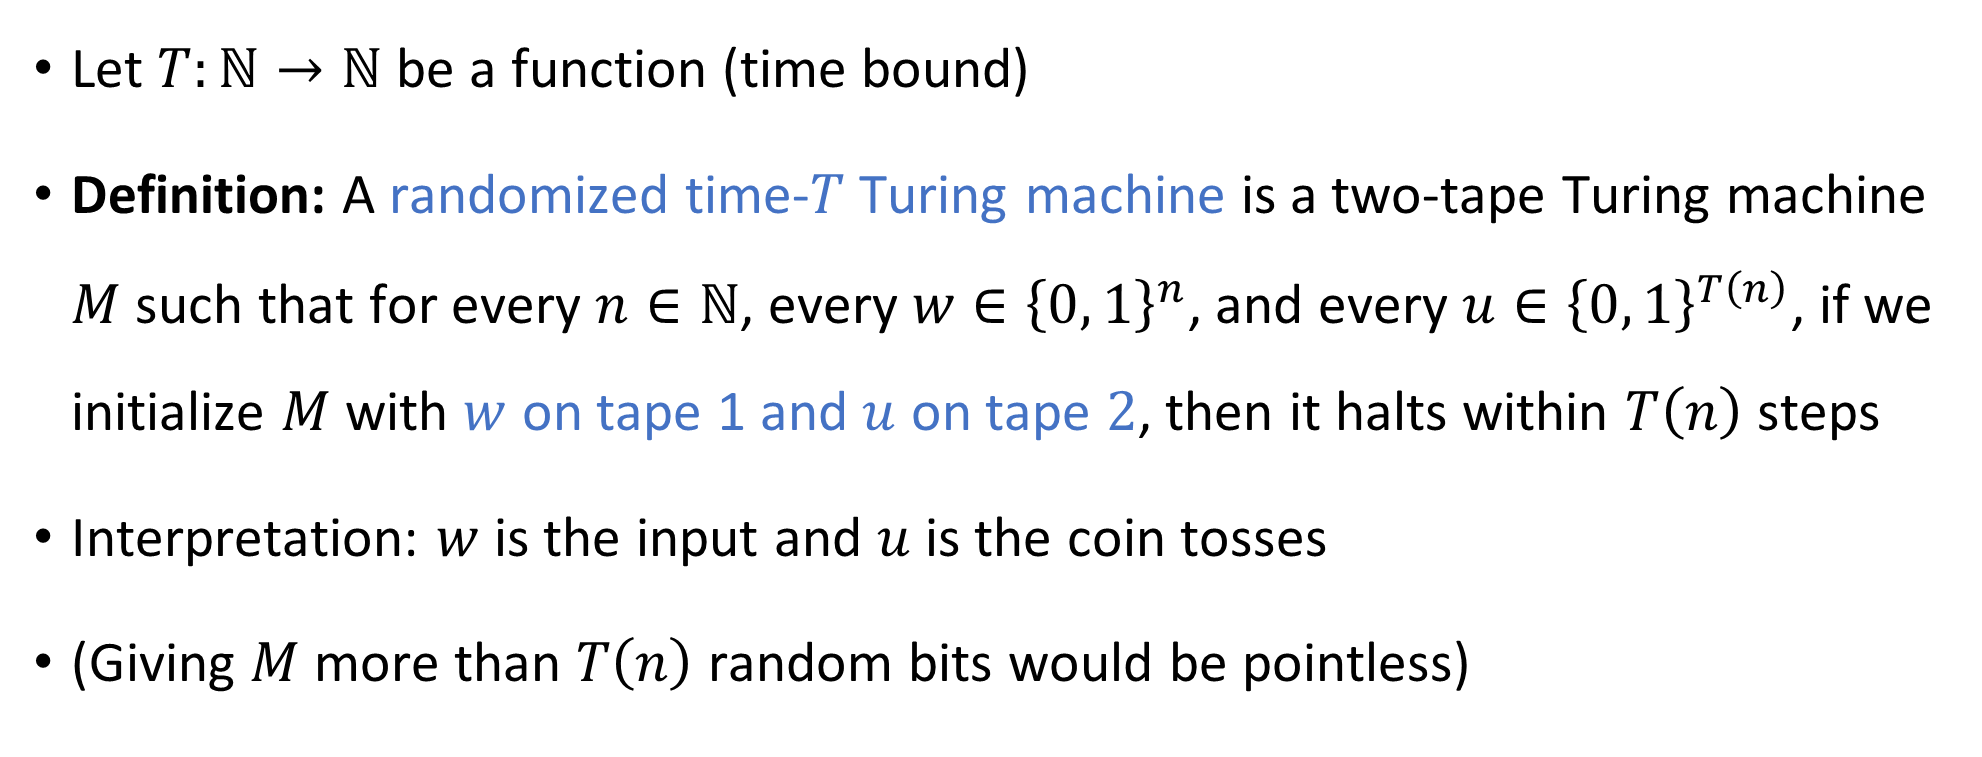 • Let 𝑇: ℕ → ℕ be a function (time bound)
• Definition: A randomized time-𝑇 Turing machine is a two-tape Turing machine
𝑀 such that for every 𝑛 ∈ ℕ, every 𝑤 ∈ {0, 1}ⁿ, and every 𝑢 ∈ {0, 1}^{𝑇(𝑛)}, if we
initialize 𝑀 with 𝑤 on tape 1 and 𝑢 on tape 2, then it halts within 𝑇(𝑛) steps
• Interpretation: 𝑤 is the input and 𝑢 is the coin tosses
• (Giving 𝑀 more than 𝑇(𝑛) random bits would be pointless)